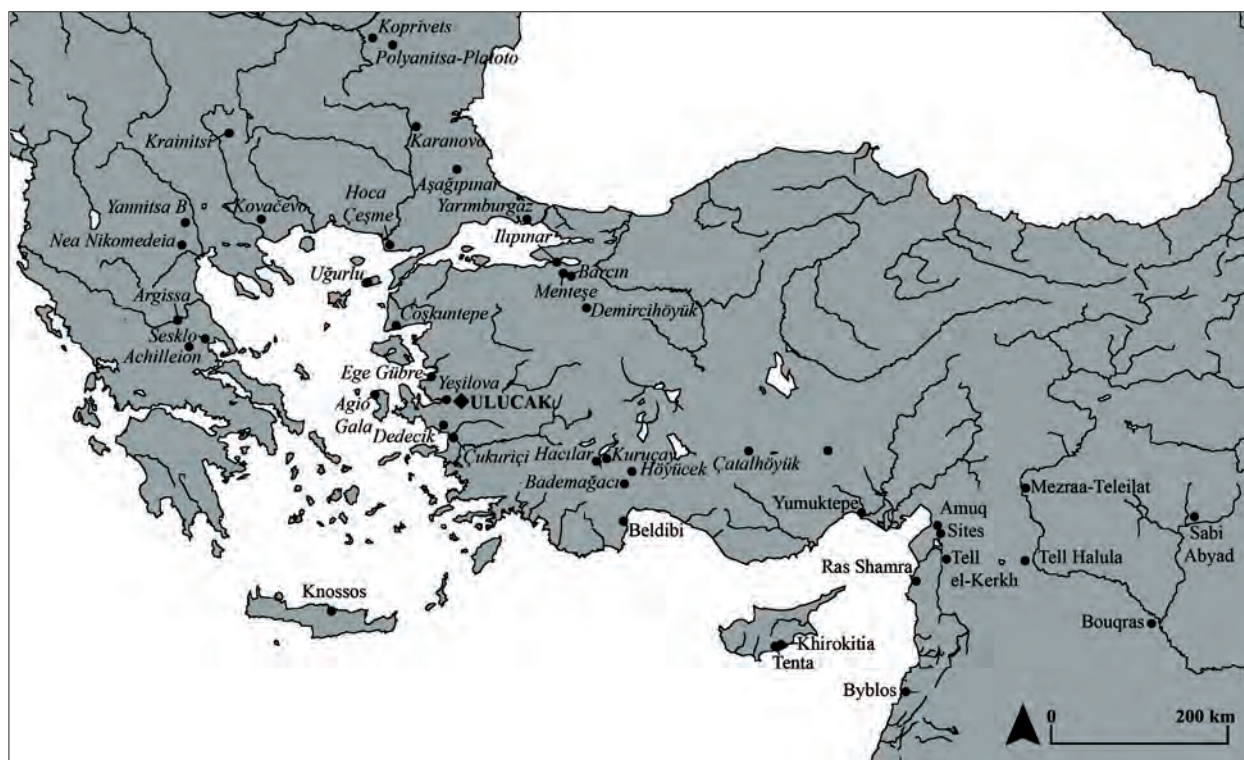 Koprivets
Polyanitsa-Platoto
Krainitsi
Karanovo
Aşağıpınar
Hoca
Çeşme
Yarımburgaz
Yannitsa B
Kovačevo
Nea Nikomedeia
Ilıpınar
Uğurlu
Barcın
Menteşe
Argissa
Demircihöyük
Coşkuntepe
Sesklo
Achilleion
Ege Gübre
Yeşilova
ULUCAK
Agio
Gala
Dedecik
Çukuriçi
Hacılar
Kuruçay
Höyücek
Çatalhöyük
Bademağacı
Mezraa-Teleilat
Beldibi
Yumuktepe
Amuq
Sites
Sabi
Abyad
Tell
el-Kerkh
Tell Halula
Ras Shamra
Knossos
Bouqras
Khirokitia
Tenta
Byblos
0
200 km